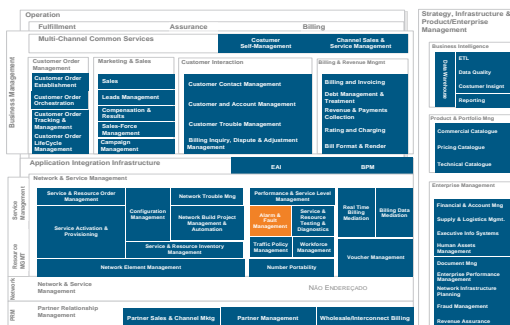 Operation
Fulfillment
Assurance
Billing
Multi-Channel Common Services
Costumer
Self-Management
Channel Sales &
Service Management
Business Management
Customer Order
Management
Customer Order
Establishment
Customer Order
Orchestration
Customer Order
Tracking &
Management
Customer Order
LifeCycle
Management
Marketing & Sales
Sales
Leads Management
Compensation &
Results
Sales-Force
Management
Campaign
Management
Customer Interaction
Customer Contact Management
Customer and Account Management
Customer Trouble Management
Billing Inquiry, Dispute & Adjustment
Management
Billing & Revenue Mngmt
Billing and Invoicing
Debt Management &
Treatment
Revenue & Payments
Collection
Rating and Charging
Bill Format & Render
Application Integration Infrastructure
EAI
BPM
Network & Service Management
Service
Management
Resource
MGMT
Service & Resource Order
Management
Service Activation &
Provisioning
Configuration
Management
Network Trouble Mng
Network Build Project
Management &
Automation
Service & Resource Inventory
Management
Network Element Management
Performance & Service Level
Management
Alarm &
Fault
Management
Service &
Resource
Testing &
Diagnostics
Traffic Policy
Management
Workforce
Management
Number Portability
Real Time
Billing
Mediation
Billing Data
Mediation
Voucher Management
Network
Network & Service
Management
NÃO ENDEREÇADO
PRM
Partner Relationship
Management
Partner Sales & Channel Mktg
Partner Management
Wholesale/Interconnect Billing
Strategy, Infrastructure &
Product/Enterprise
Management
Business Intelligence
Data Warehouse
ETL
Data Quality
Costumer Insignt
Reporting
Product & Portfolio Mng
Commercial Catalogue
Pricing Catalogue
Technical Catalogue
Enterprise Management
Financial & Account Mng
Supply & Logistics Mgmt.
Executive Info Systems
Human Assets
Management
Document Mng
Enterprise Performance
Management
Network Infrastructure
Planning
Fraud Management
Revenue Assurance